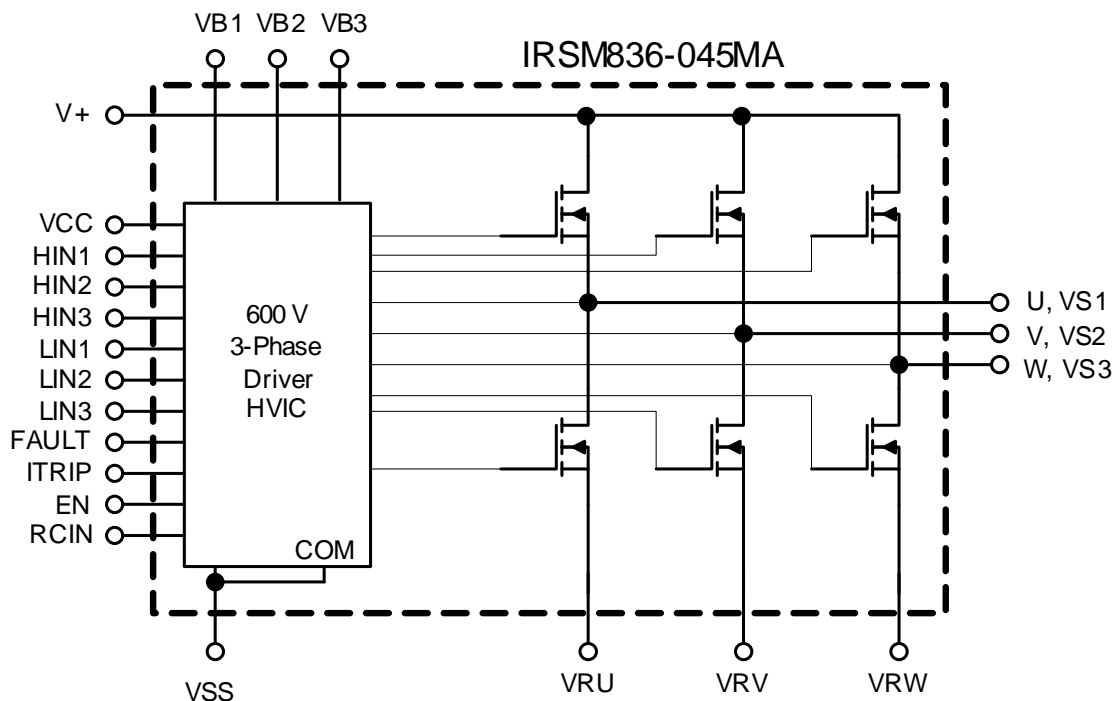 VB1 VB2 VB3
IRSM836-045MA
V+
VCC
HIN1
HIN2
HIN3
LIN1
LIN2
LIN3
FAULT
ITRIP
EN
RCIN
600 V
3-Phase
Driver
HVIC
COM
U, VS1
V, VS2
W, VS3
VSS
VRU
VRV
VRW